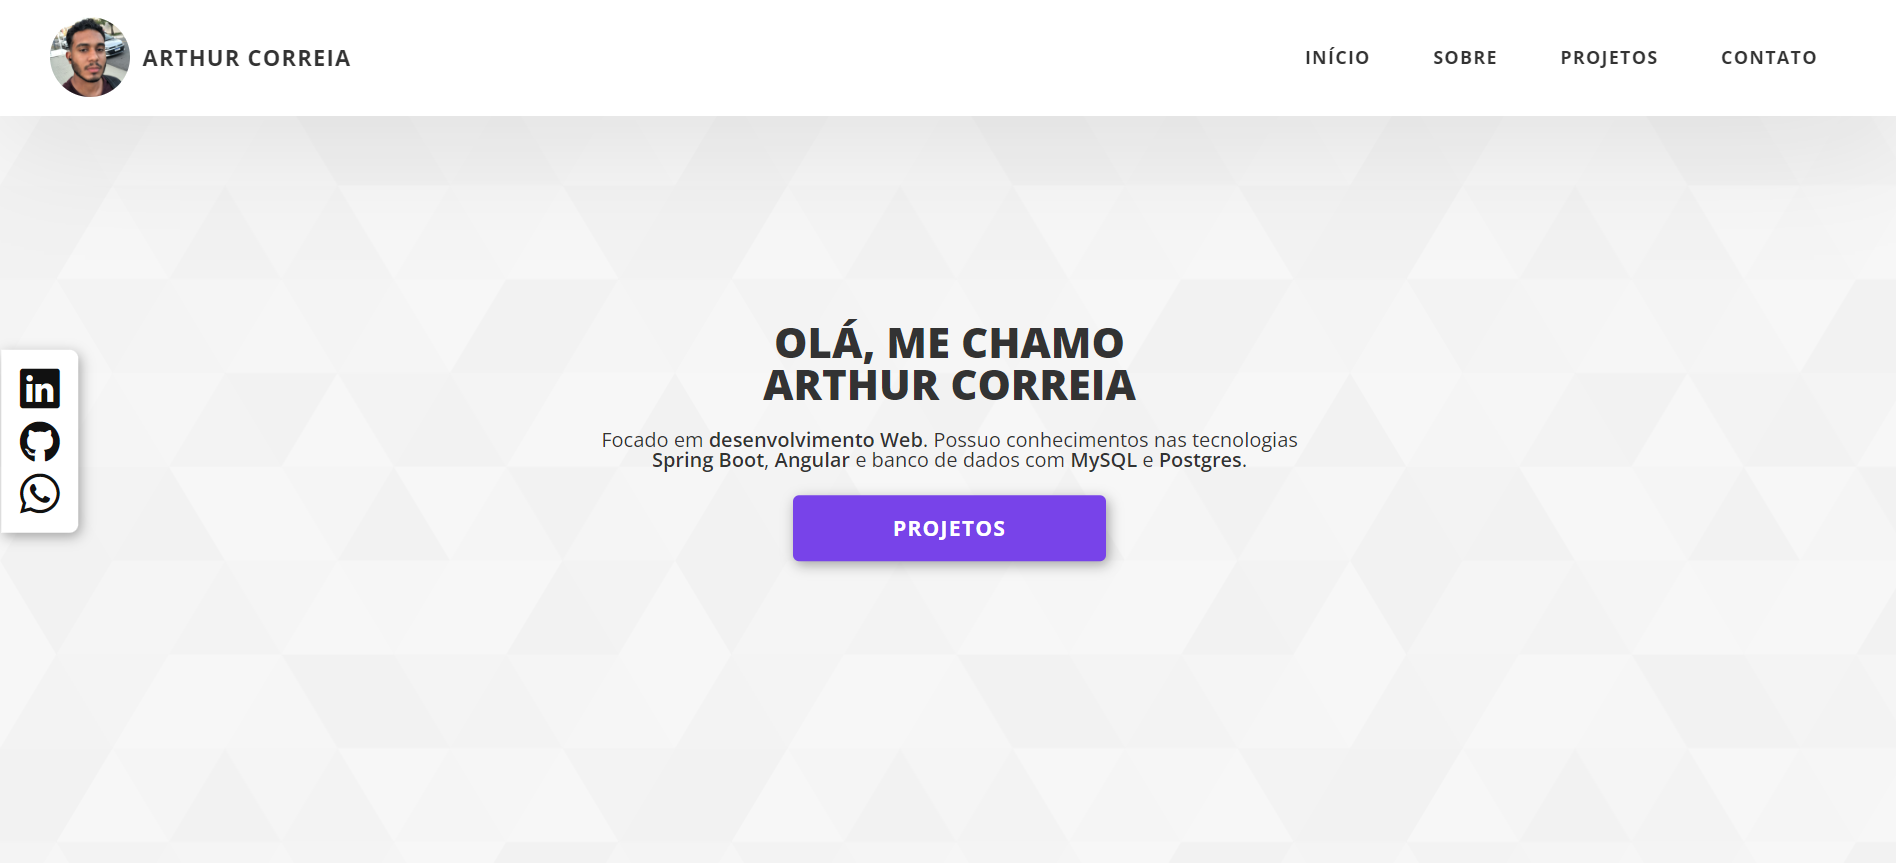 ARTHUR CORREIA
INÍCIO
SOBRE
PROJETOS
CONTATO
OLÁ, ME CHAMO
ARTHUR CORREIA
Focado em desenvolvimento Web. Possuo conhecimentos nas tecnologias
Spring Boot, Angular e banco de dados com MySQL e Postgres.
PROJETOS
in